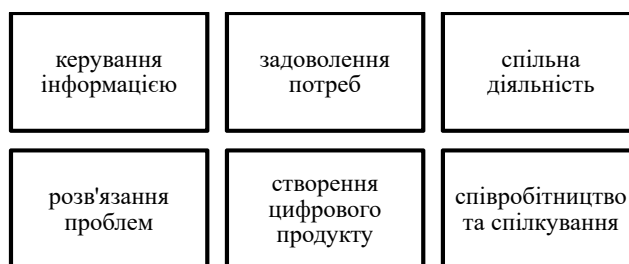 керування
інформацією
задоволення
потреб
спільна
діяльність
розв'язання
проблем
створення
цифрового
продукту
співробітництво
та спілкування